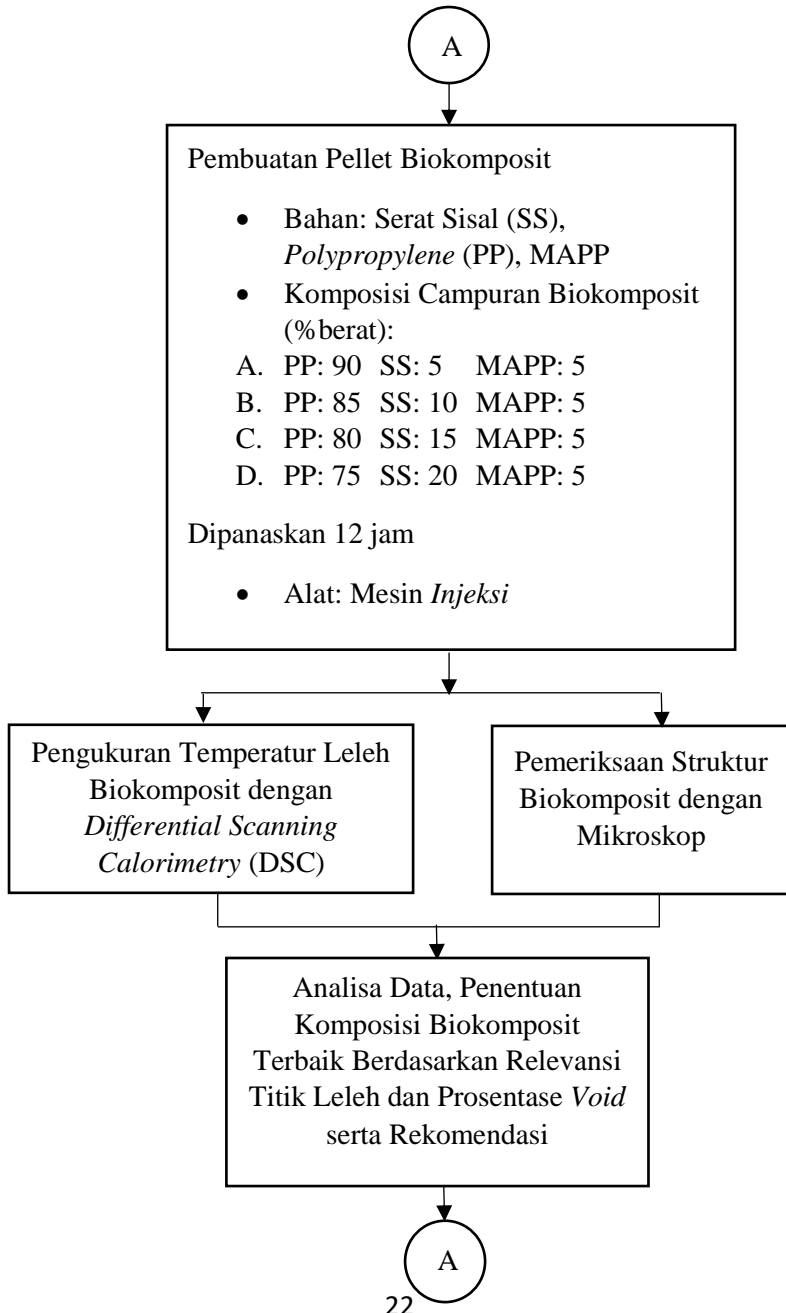 A
Pembuatan Pellet Biokomposit
• Bahan: Serat Sisal (SS),
Polypropylene (PP), MAPP
• Komposisi Campuran Biokomposit
(%berat):
A. PP: 90 SS: 5 MAPP: 5
B. PP: 85 SS: 10 MAPP: 5
C. PP: 80 SS: 15 MAPP: 5
D. PP: 75 SS: 20 MAPP: 5
Dipanaskan 12 jam
• Alat: Mesin Injeksi
Pengukuran Temperatur Leleh
Biokomposit dengan
Differential Scanning
Calorimetry (DSC)
Pemeriksaan Struktur
Biokomposit dengan
Mikroskop
Analisa Data, Penentuan
Komposisi Biokomposit
Terbaik Berdasarkan Relevansi
Titik Leleh dan Prosentase Void
serta Rekomendasi
A
22